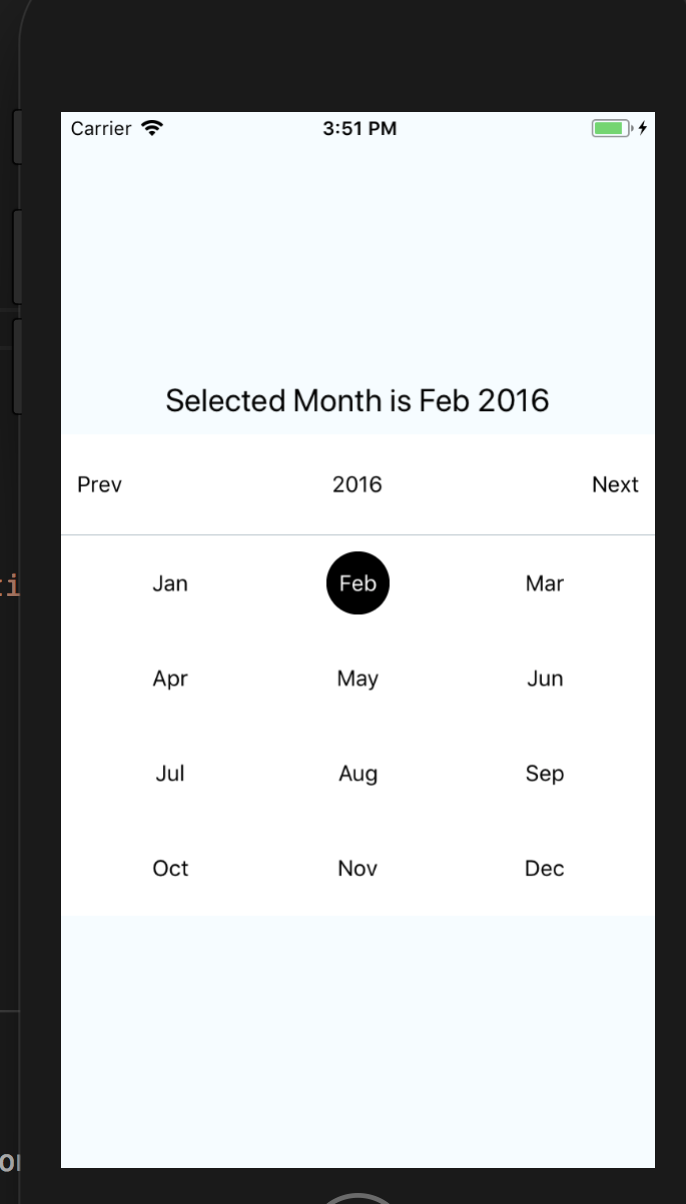 Carrier 3:51 PM
Selected Month is Feb 2016
Prev 2016 Next
Jan Feb Mar
Apr May Jun
Jul Aug Sep
Oct Nov Dec